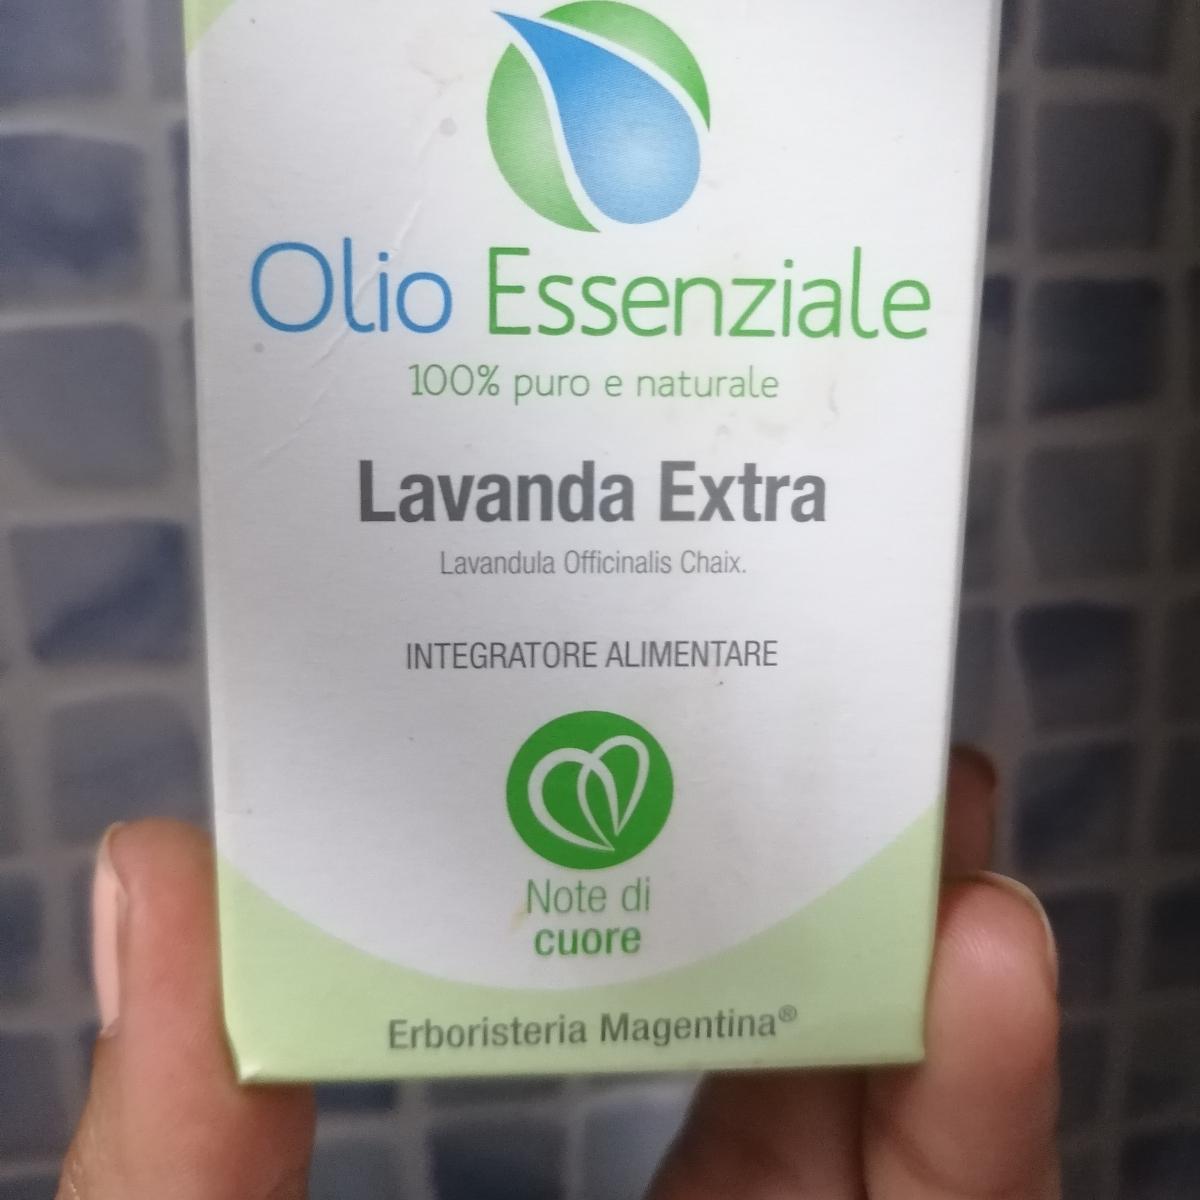 Olio Essenziale
100% puro e naturale
Lavanda Extra
Lavandula Officinalis Chaix.
INTEGRATORE ALIMENTARE
Note di
cuore
Erboristeria Magentina®